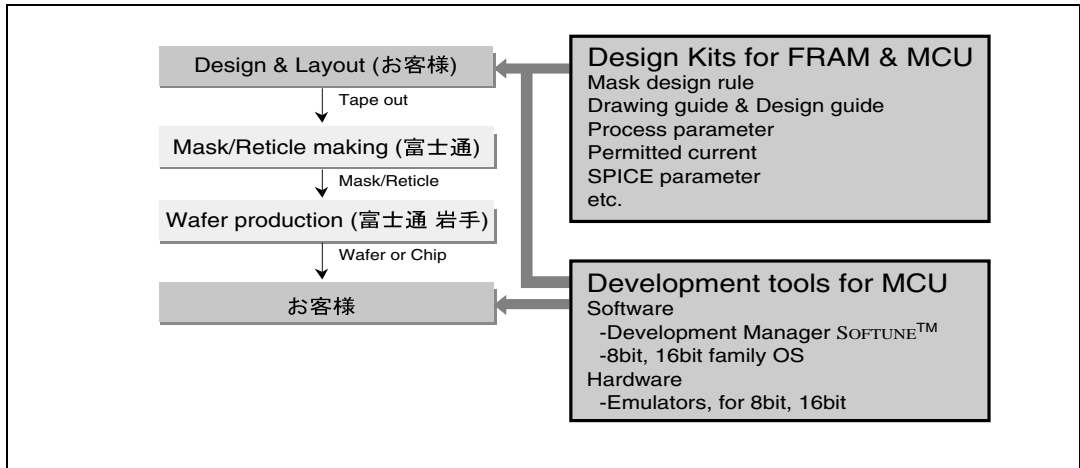 Design & Layout (お客様)
Tape out
Mask/Reticle making (富士通)
Mask/Reticle
Wafer production (富士通 岩手)
Wafer or Chip
お客様
Design Kits for FRAM & MCU
Mask design rule
Drawing guide & Design guide
Process parameter
Permitted current
SPICE parameter
etc.
Development tools for MCU
Software
-Development Manager SOFTUNE™
-8bit, 16bit family OS
Hardware
-Emulators, for 8bit, 16bit